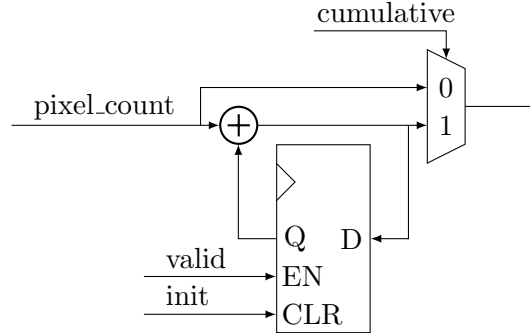 cumulative
0
pixel_count
1
+
Q D
valid
EN
init
CLR